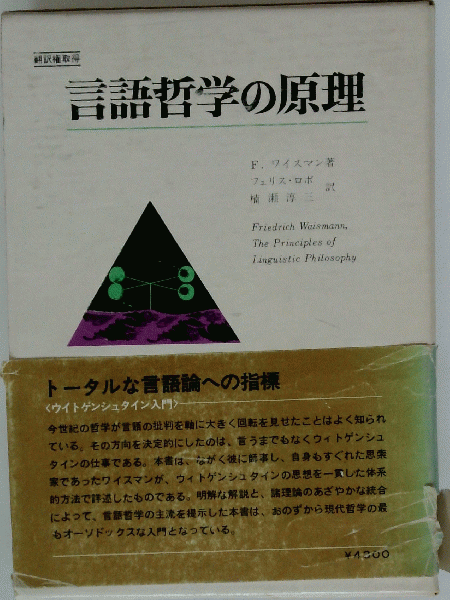 翻訳権取得
言語哲学の原理
F. ワイスマン著
フェリス・ロボ
楠瀬淳三
訳
Friedrich Waismann,
The Principles of
Linguistic Philosophy
トータルな言語論への指標
〈ウイトゲンシュタイン入門〉
今世紀の哲学が言語の批判を軸に大きく回転を見せたことはよく知られ
ている。その方向を決定的にしたのは、言うまでもなくウィトゲンシュ
タインの仕事である。本書は、ながく彼に師事し、自身もすぐれた思索
家であったワイスマンが、ウィトゲンシュタインの思想を一貫した体系
的方法で詳述したものである。明解な解説と、諸理論のあざやかな統合
によって、言語哲学の主流を提示した本書は、おのずから現代哲学の最
もオーソドックスな入門となっている。
¥4300